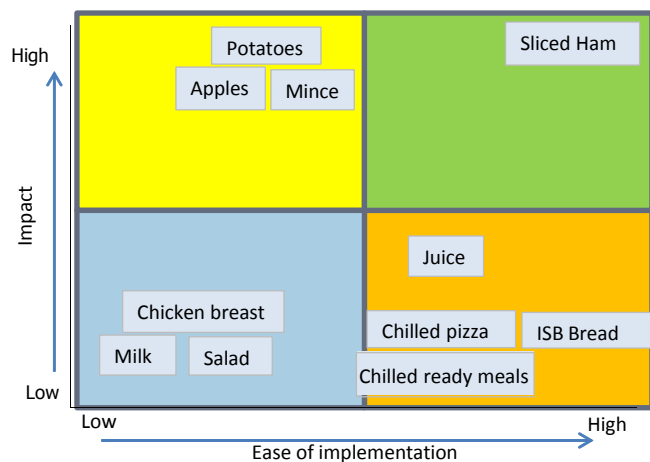 High
Potatoes
Sliced Ham
Apples
Mince
Impact
Juice
Chicken breast
Chilled pizza
ISB Bread
Milk
Salad
Chilled ready meals
Low
Low
High
Ease of implementation